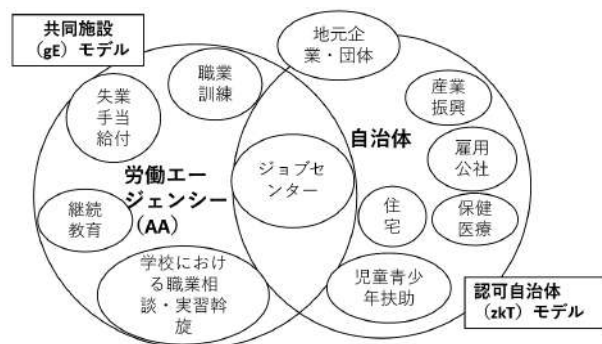 共同施設
（gE）モデル
地元企
業・団体
職業
訓練
失業
手当
給付
産業
振興
自治体
雇用
公社
ジョブセ
ンター
労働エー
ジェンシー
（AA）
継続
教育
住
宅
保健
医療
学校におけ
る職業相
談・実習斡
旋
児童青少
年扶助
認可自治体
（zkT）モデル